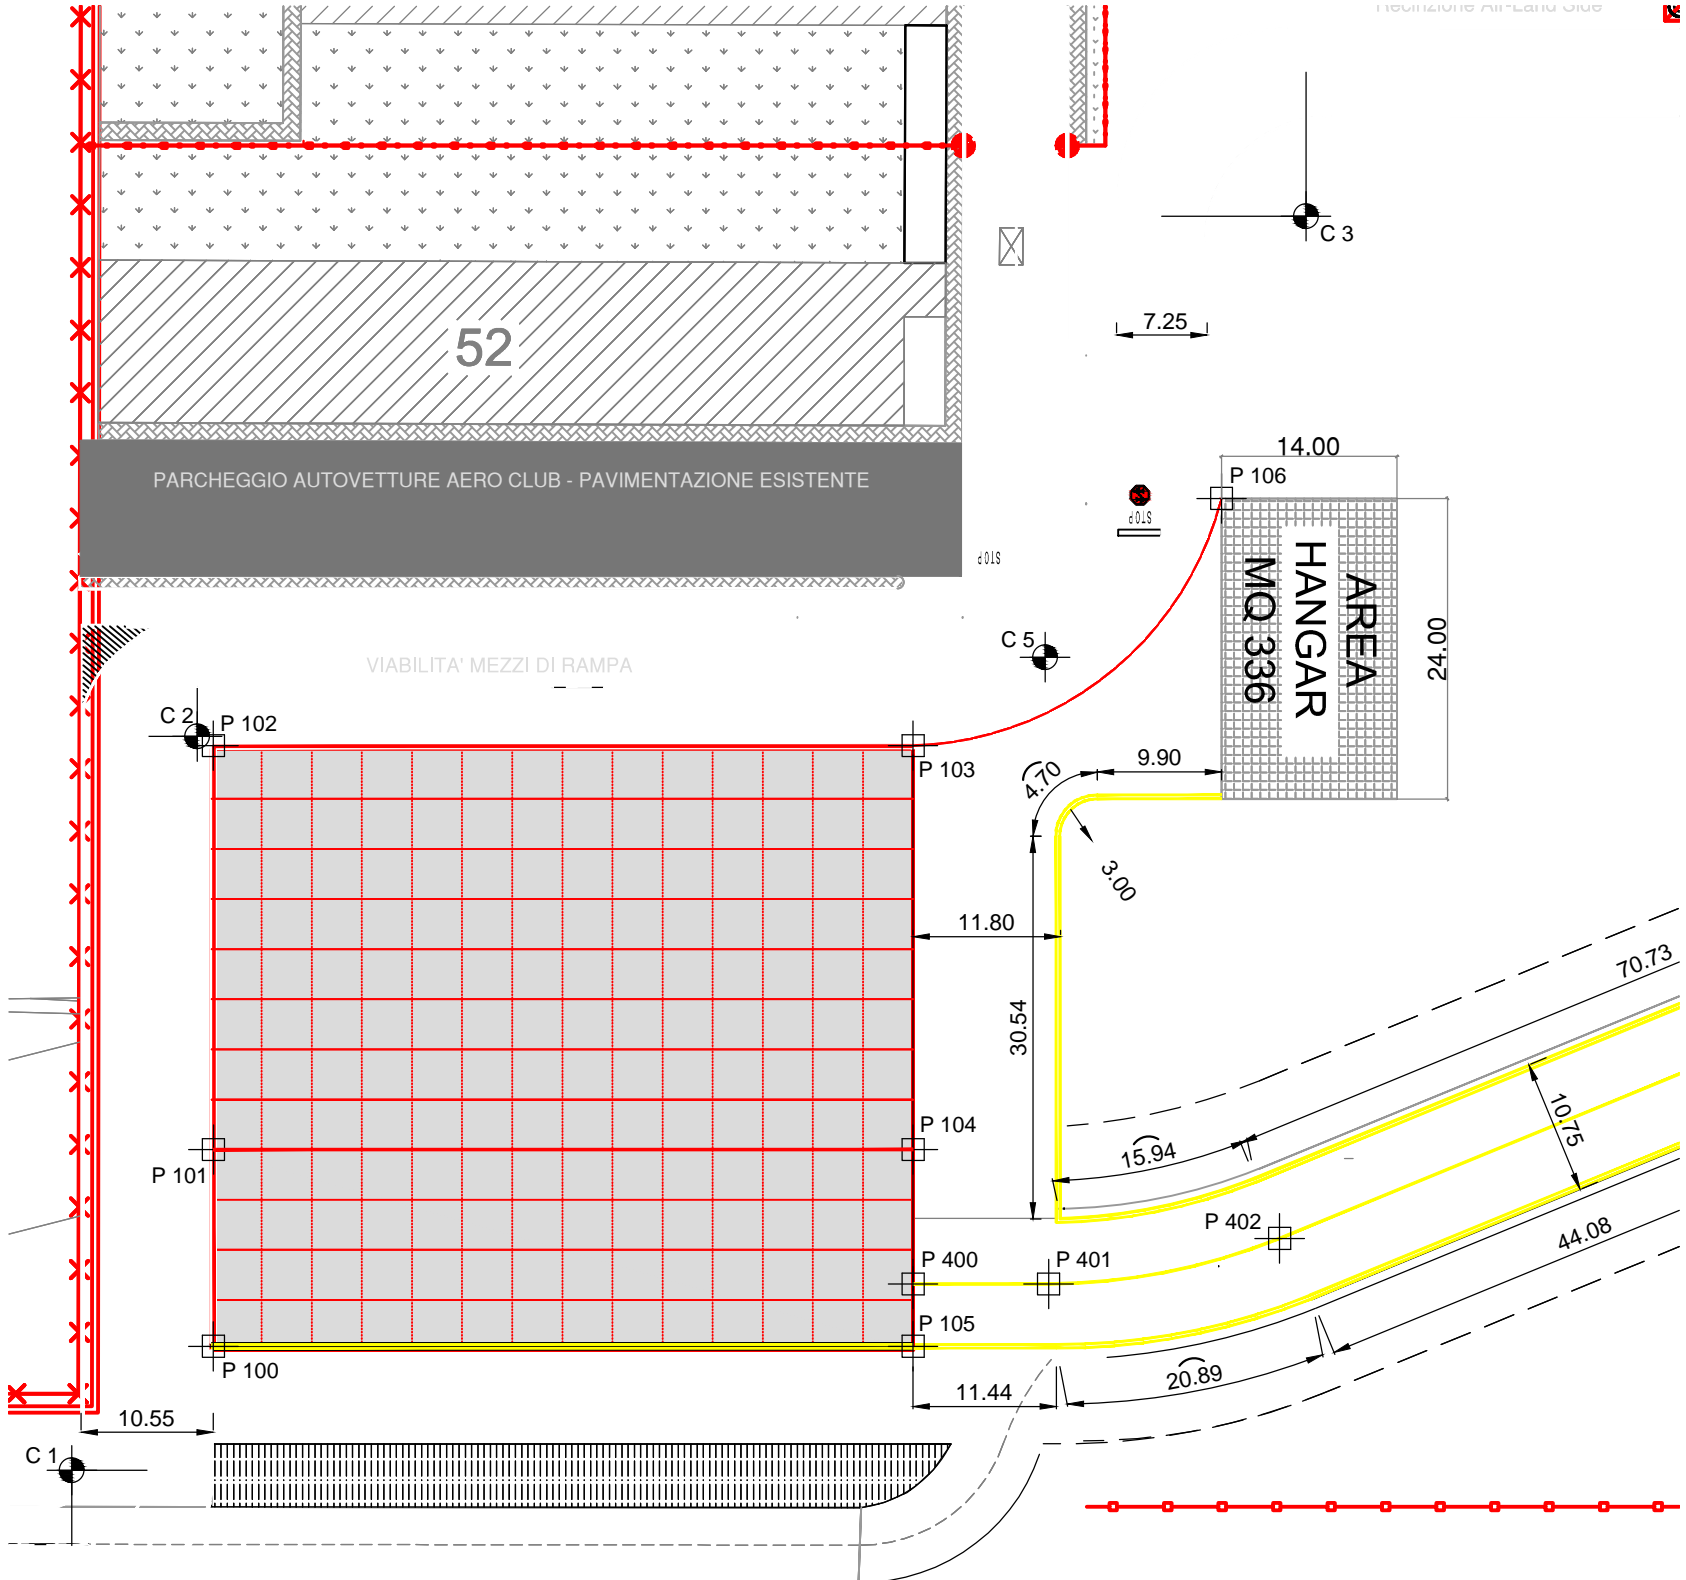 Recinzione Air-Land Side
C 3
7.25
52
14.00
P 106
PARCHEGGIO AUTOVETTURE AERO CLUB - PAVIMENTAZIONE ESISTENTE
STOP
STOP
AREA
HANGAR
MQ 336
24.00
C 5
VIABILITA' MEZZI DI RAMPA
C 2
P 102
P 103
9.90
4.70
3.00
11.80
30.54
70.73
10.75
P 104
P 101
15.94
P 402
44.08
P 400
P 401
P 105
P 100
20.89
11.44
10.55
C 1